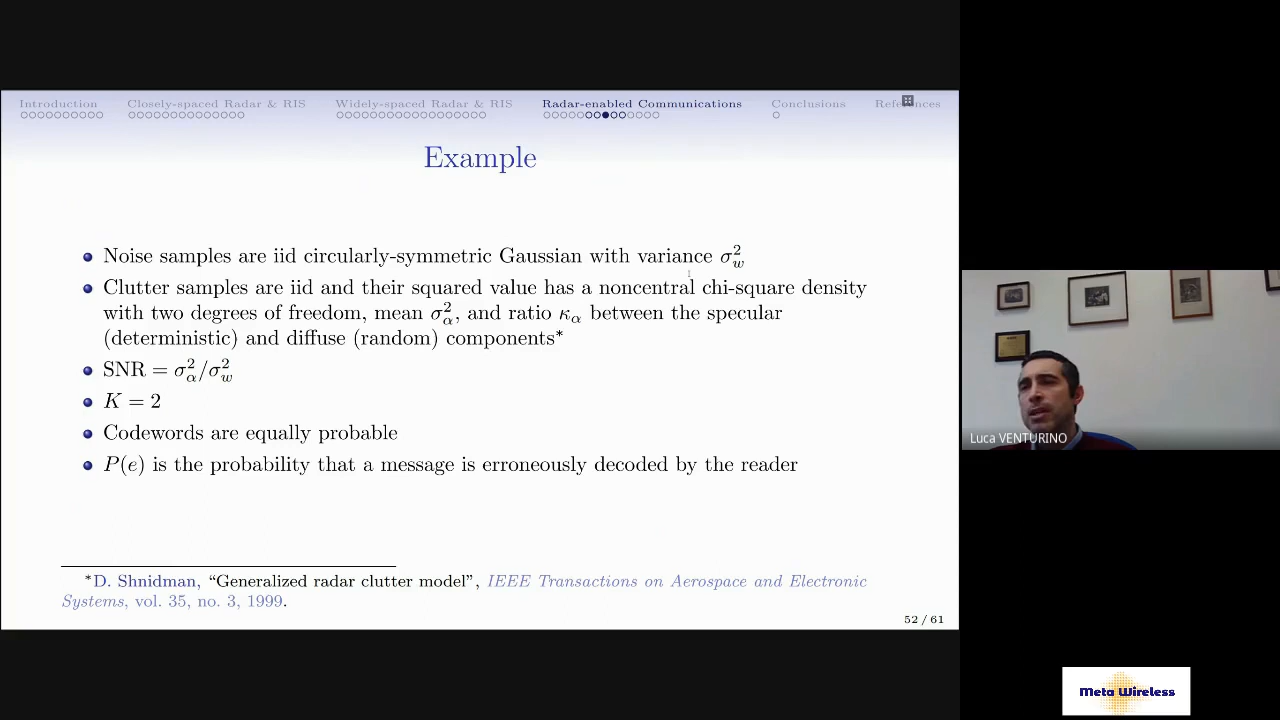 Introduction Closely-spaced Radar & RIS Widely-spaced Radar & RIS Radar-enabled Communications Conclusions
Example
Noise samples are iid circularly-symmetric Gaussian with variance σ_w^2
Clutter samples are iid and their squared value has a noncentral chi-square density
with two degrees of freedom, mean σ_α^2, and ratio κ_α between the specular
(deterministic) and diffuse (random) components*
SNR = σ_α^2/σ_w^2
K = 2
Codewords are equally probable
P(e) is the probability that a message is erroneously decoded by the reader
*D. Shnidman, “Generalized radar clutter model”, IEEE Transactions on Aerospace and Electronic
Systems, vol. 35, no. 3, 1999.
52 / 61
Luca VENTURINO
Meta Wireless